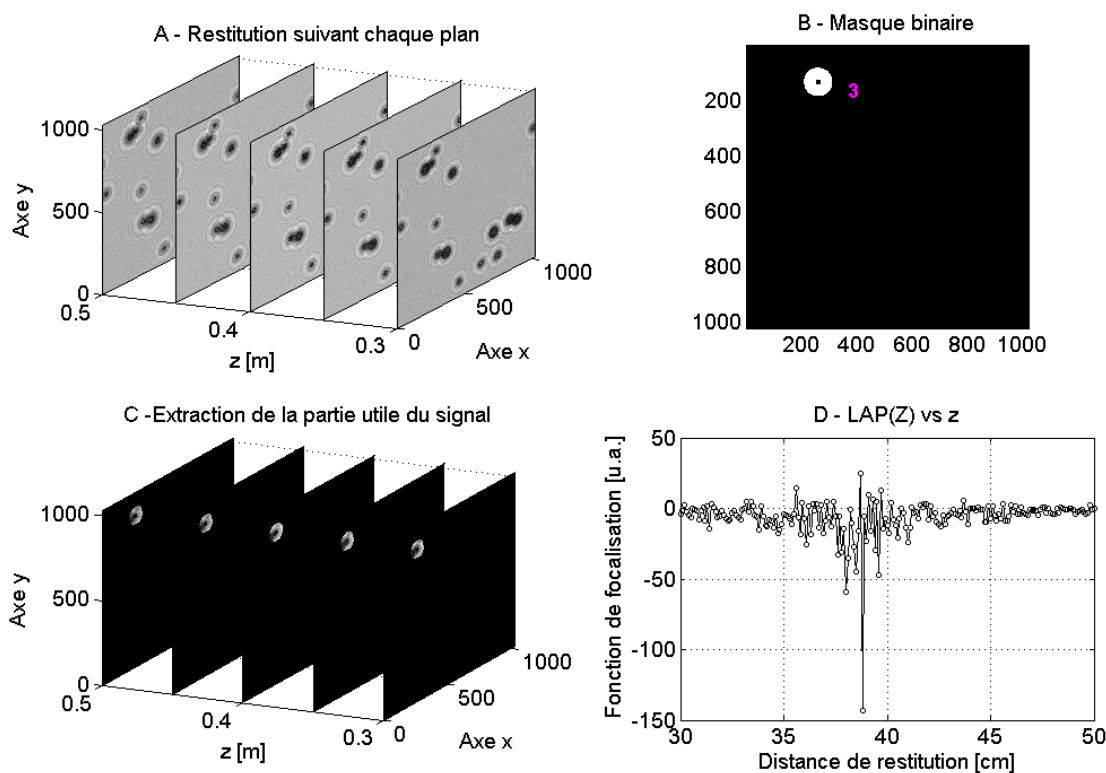 A - Restitution suivant chaque plan
1000
500
0
Axe y
0.5
0.4
0.3
z [m]
0
500
1000
Axe x
B - Masque binaire
3
200
400
600
800
1000
200 400 600 800 1000
C -Extraction de la partie utile du signal
1000
500
0
Axe y
0.5
0.4
0.3
z [m]
0
500
1000
Axe x
D - LAP(Z) vs z
50
0
-50
-100
-150
Fonction de focalisation [u.a.]
30 35 40 45 50
Distance de restitution [cm]